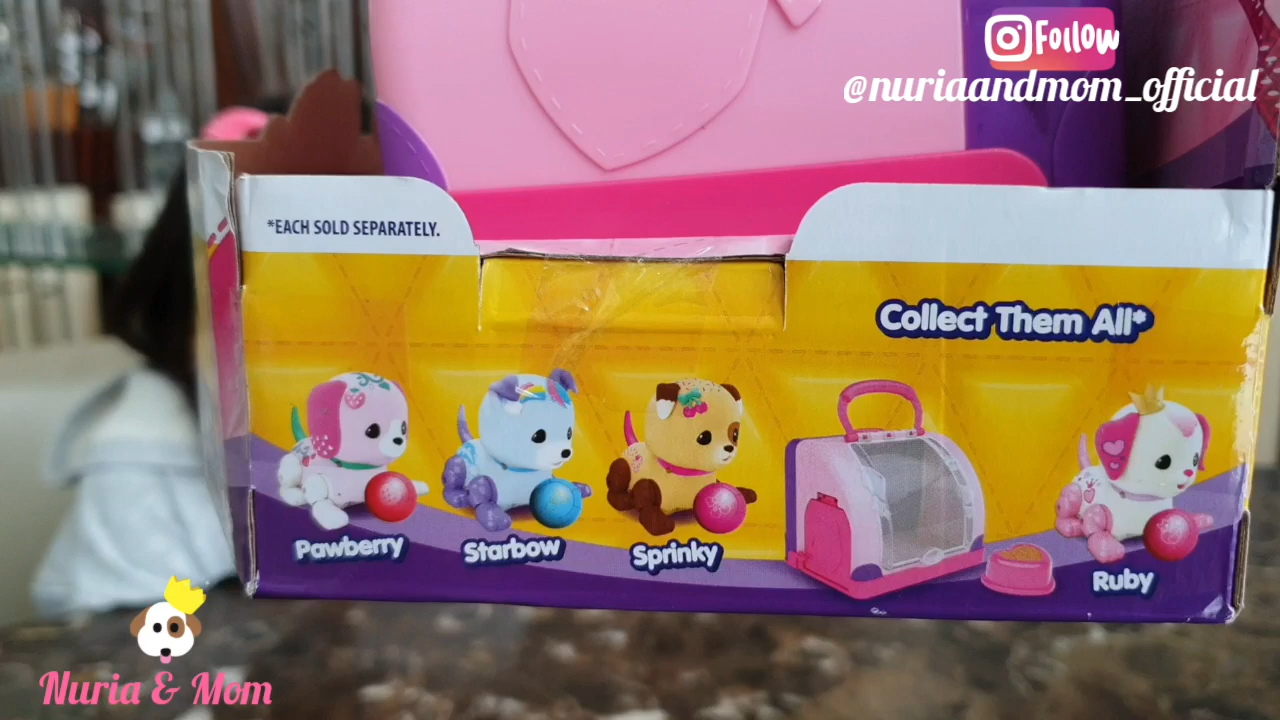 Follow
@nuriaandmom_official
*EACH SOLD SEPARATELY.
Collect Them All*
Pawberry
Starbow
Sprinky
Ruby
Nuria & Mom